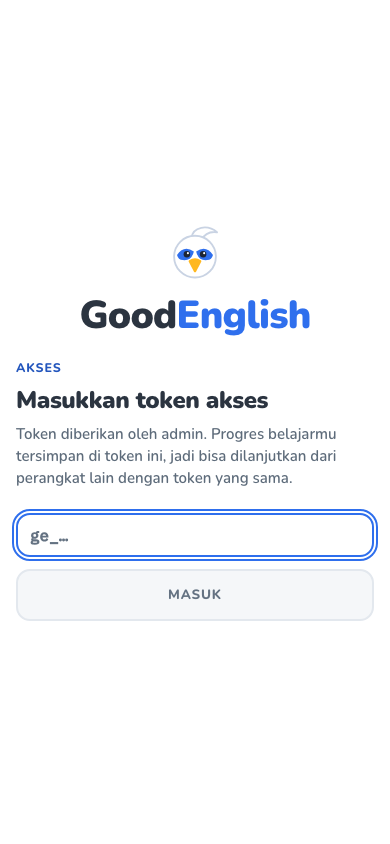 GoodEnglish
AKSES
Masukkan token akses
Token diberikan oleh admin. Progres belajarmu
tersimpan di token ini, jadi bisa dilanjutkan dari
perangkat lain dengan token yang sama.
ge_…
MASUK